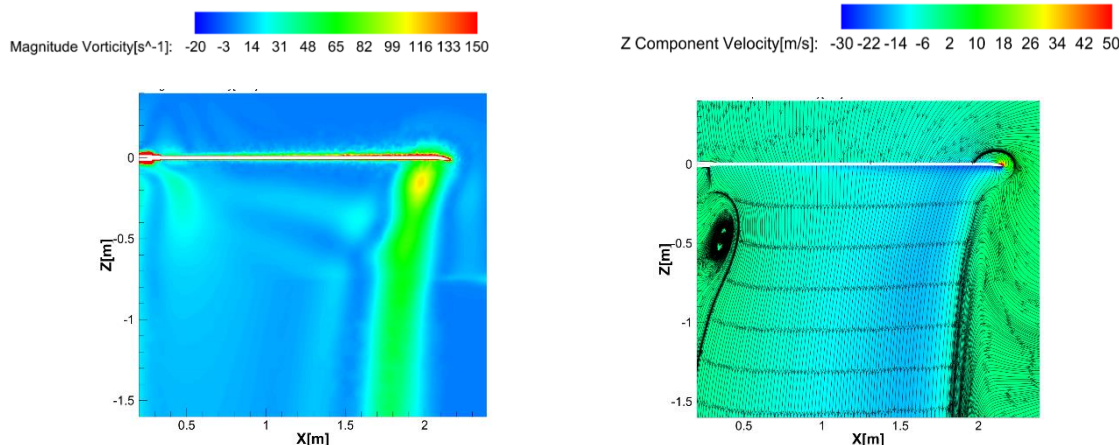 Magnitude Vorticity[s^-1]: -20 -3 14 31 48 65 82 99 116 133 150
0
-0.5
-1
-1.5
Z[m]
0.5 1 1.5 2
X[m]
Z Component Velocity[m/s]: -30 -22 -14 -6 2 10 18 26 34 42 50
0
-0.5
-1
-1.5
Z[m]
0.5 1 1.5 2
X[m]